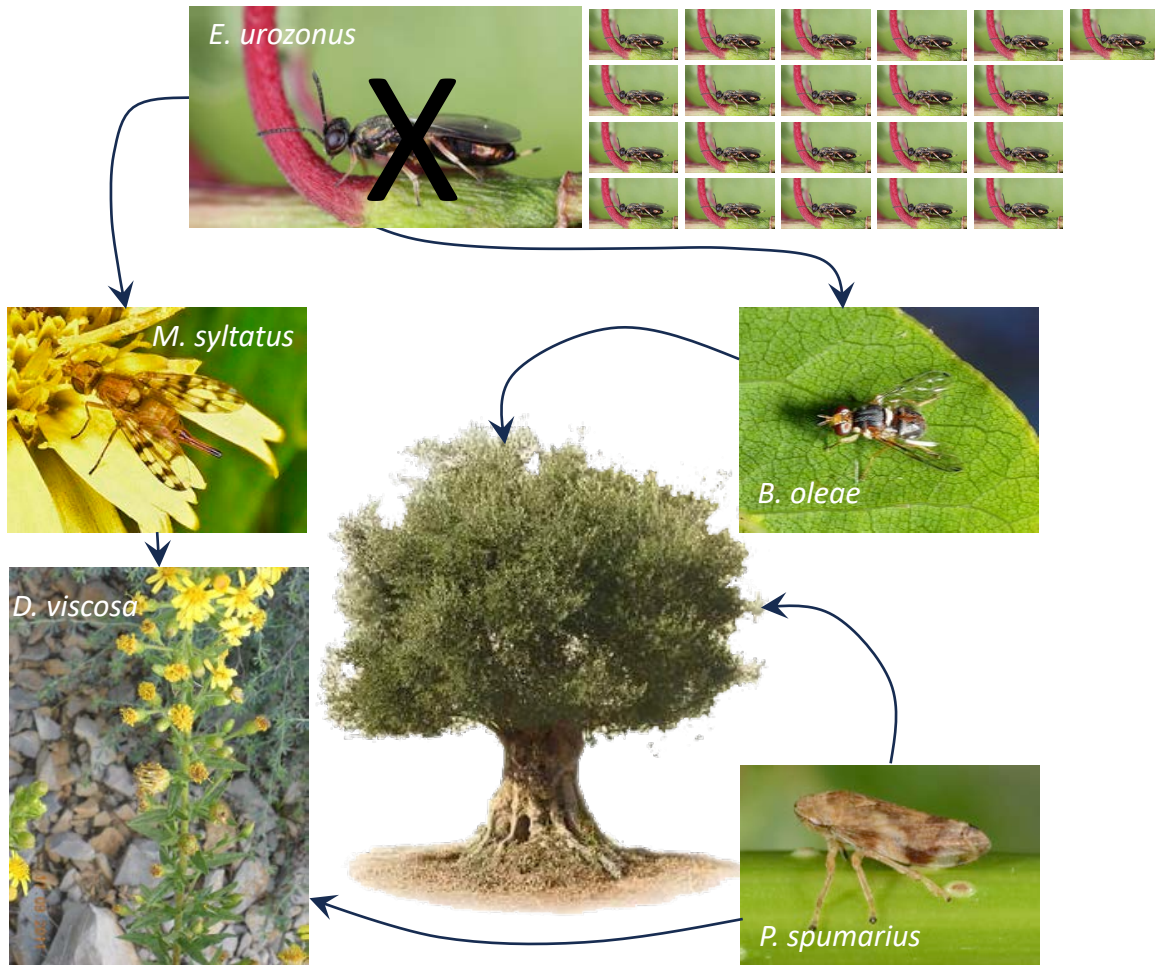 E. urozonus
X
M. syltatus
B. oleae
D. viscosa
P. spumarius